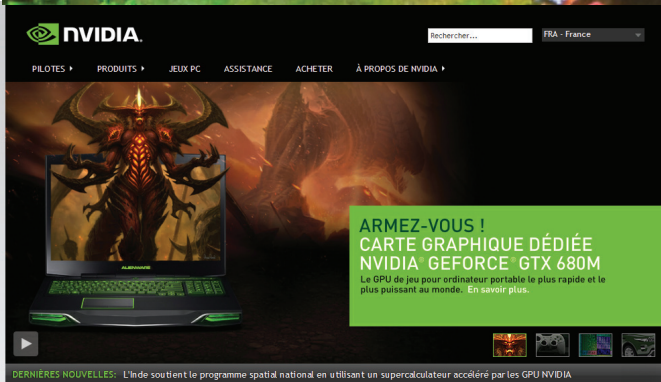 NVIDIA.
Rechercher...
FRA - France
PILOTES PRODUITS JEUX PC ASSISTANCE ACHETER À PROPOS DE NVIDIA
ALIENWARE
ARMEZ-VOUS !
CARTE GRAPHIQUE DÉDIÉE
NVIDIA® GEFORCE® GTX 680M
Le GPU de jeu pour ordinateur portable le plus rapide et le
plus puissant au monde. En savoir plus.
DERNIÈRES NOUVELLES: L'Inde soutient le programme spatial national en utilisant un supercalculateur accéléré par les GPU NVIDIA